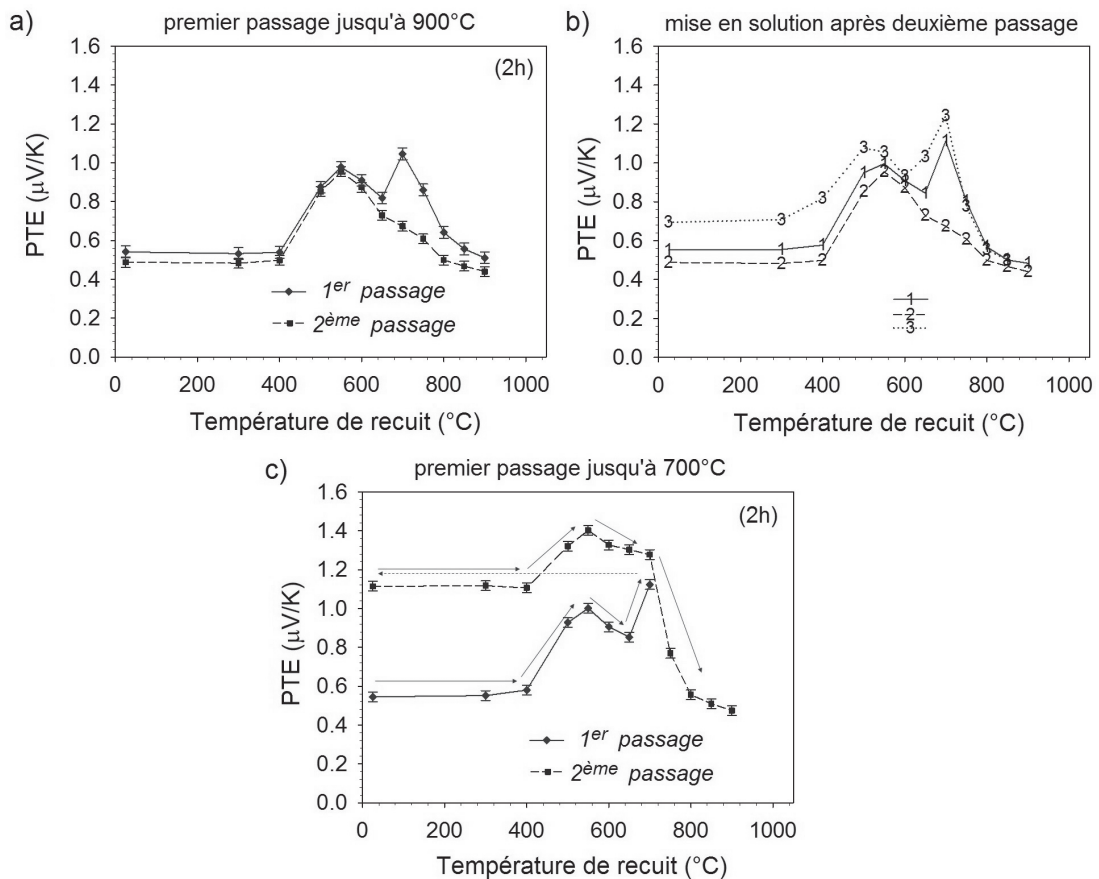 a)
premier passage jusqu'à 900°C
(2h)
1.6
1.4
1.2
1.0
0.8
0.6
0.4
0.2
0.0
PTE (μV/K)
1er passage
2ème passage
0 200 400 600 800 1000
Température de recuit (°C)
b)
mise en solution après deuxième passage
1.6
1.4
1.2
1.0
0.8
0.6
0.4
0.2
0.0
PTE (μV/K)
1
2
3
0 200 400 600 800 1000
Température de recuit (°C)
c)
premier passage jusqu'à 700°C
(2h)
1.6
1.4
1.2
1.0
0.8
0.6
0.4
0.2
0.0
PTE (μV/K)
1er passage
2ème passage
0 200 400 600 800 1000
Température de recuit (°C)